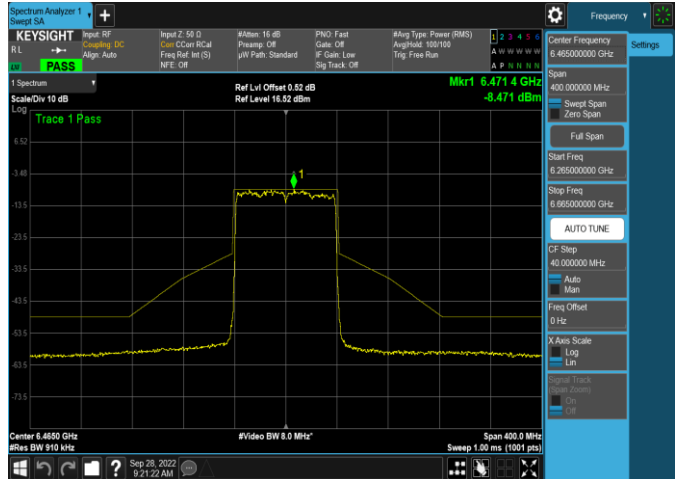 Spectrum Analyzer 1
Swept SA
Frequency
KEYSIGHT
R L
PASS
Input: RF
Coupling: DC
Align: Auto
Input Z: 50 Ω
Corr CCorr RCal
Freq Ref: Int (S)
NFE: Off
#Atten: 16 dB
Preamp: Off
µW Path: Standard
PNO: Fast
Gate: Off
IF Gain: Low
Sig Track: Off
#Avg Type: Power (RMS)
Avg|Hold: 100/100
Trig: Free Run
1 2 3 4 5 6
A W W W W W
A P N N N N
Center Frequency
6.465000000 GHz
Settings
Span
400.000000 MHz
Swept Span
Zero Span
Full Span
Start Freq
6.265000000 GHz
Stop Freq
6.665000000 GHz
AUTO TUNE
CF Step
40.000000 MHz
Auto
Man
Freq Offset
0 Hz
X Axis Scale
Log
Lin
Signal Track
(Span Zoom)
On
Off
1 Spectrum
Scale/Div 10 dB
Log
Ref Lvl Offset 0.52 dB
Ref Level 16.52 dBm
Mkr1 6.471 4 GHz
-8.471 dBm
Trace 1 Pass
1
6.52
-3.48
-13.5
-23.5
-33.5
-43.5
-53.5
-63.5
-73.5
Center 6.4650 GHz
#Res BW 910 kHz
#Video BW 8.0 MHz*
Span 400.0 MHz
Sweep 1.00 ms (1001 pts)
Sep 28, 2022
9:21:22 AM